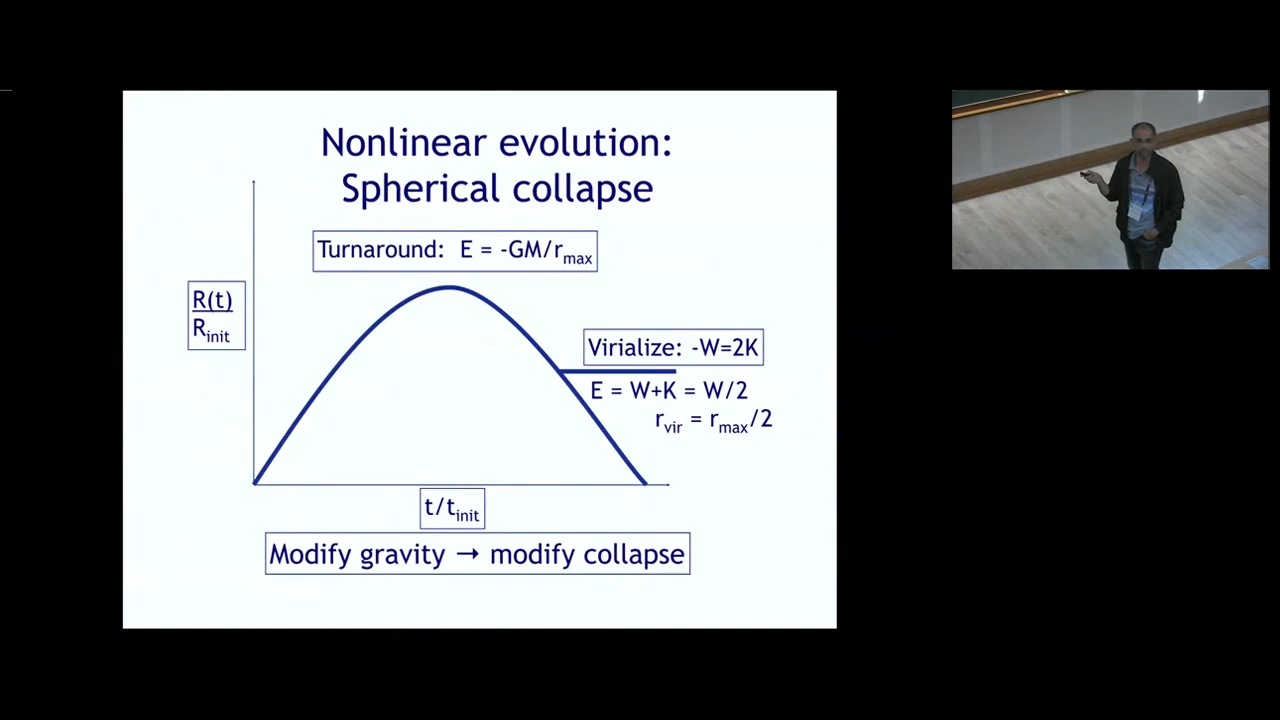 Nonlinear evolution:
Spherical collapse
Turnaround: E = -GM/r_max
R(t)
R_init
Virialize: -W=2K
E = W+K = W/2
r_vir = r_max/2
t/t_init
Modify gravity → modify collapse